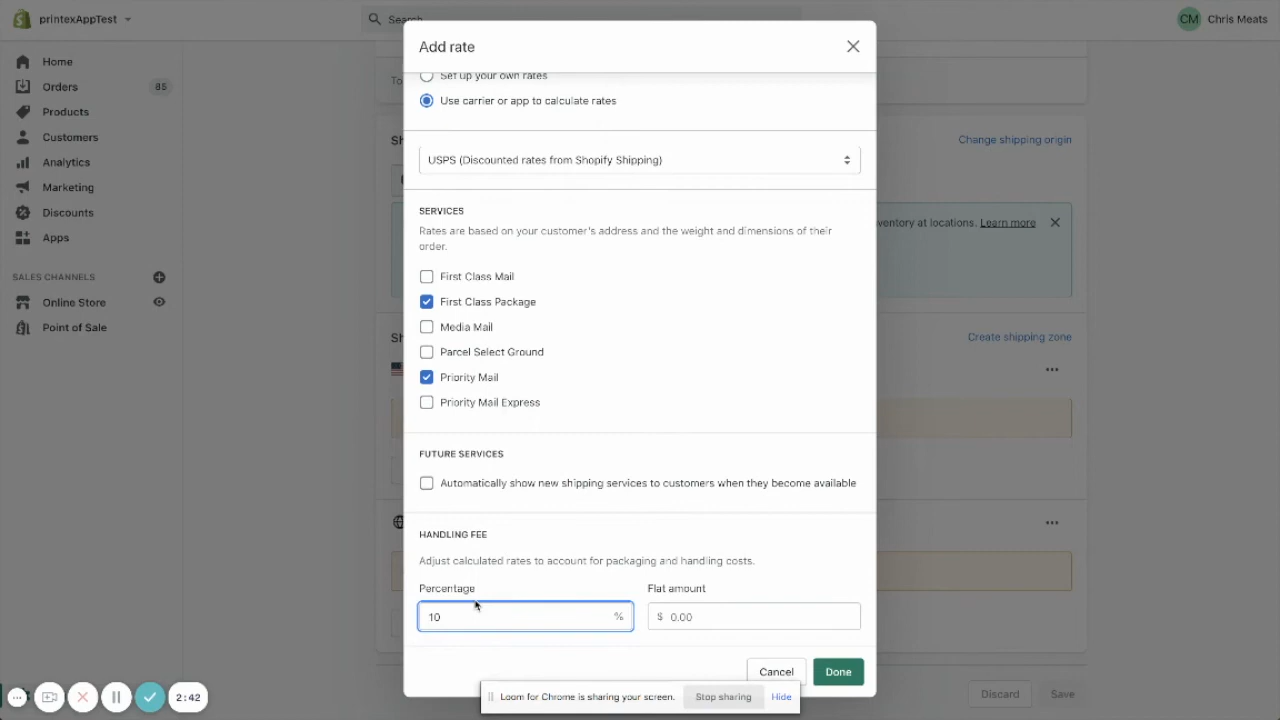 printexAppTest
Search
CM
Chris Meats
Home
Orders
85
Products
Customers
Analytics
Marketing
Discounts
Apps
SALES CHANNELS
Online Store
Point of Sale
Add rate
Set up your own rates
Use carrier or app to calculate rates
USPS (Discounted rates from Shopify Shipping)
SERVICES
Rates are based on your customer's address and the weight and dimensions of their
order.
First Class Mail
First Class Package
Media Mail
Parcel Select Ground
Priority Mail
Priority Mail Express
FUTURE SERVICES
Automatically show new shipping services to customers when they become available
HANDLING FEE
Adjust calculated rates to account for packaging and handling costs.
Percentage
Flat amount
10
%
$ 0.00
Cancel
Done
To
Sh
Change shipping origin
ventory at locations. Learn more
Sh
Create shipping zone
Discard
Save
2:42
Loom for Chrome is sharing your screen.
Stop sharing
Hide